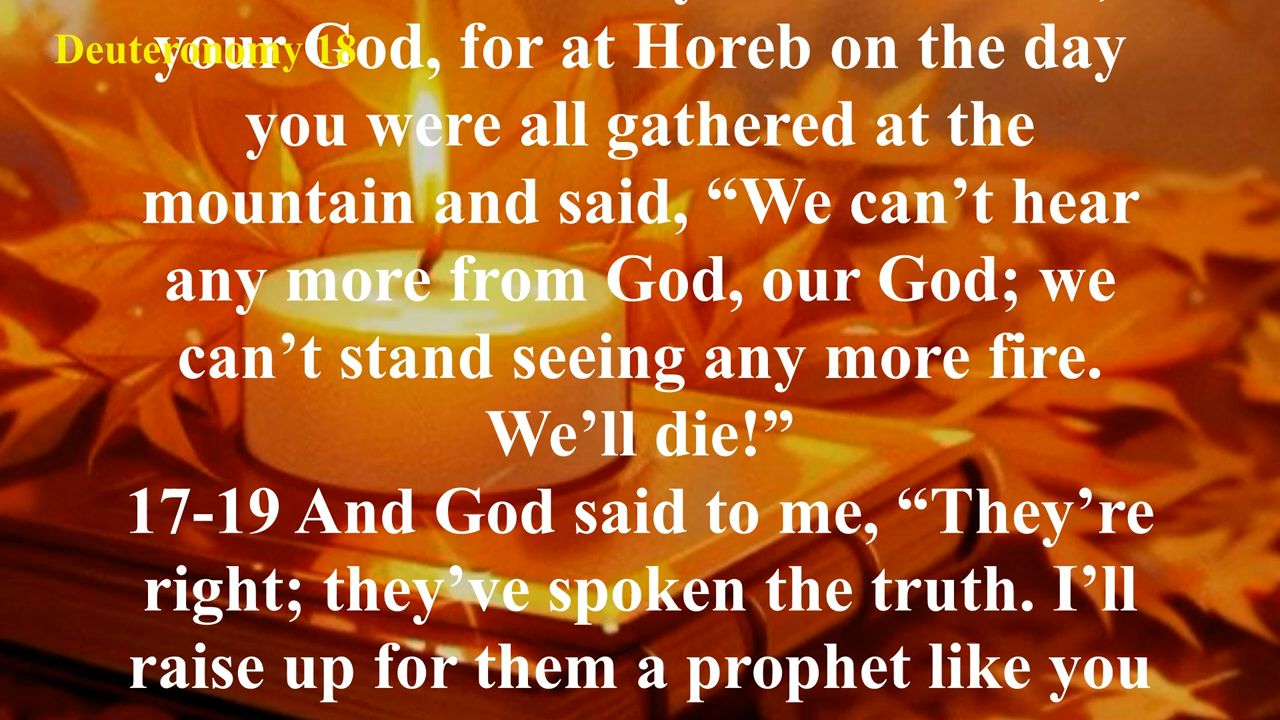 Deuteronomy 18
your God, for at Horeb on the day
you were all gathered at the
mountain and said, “We can’t hear
any more from God, our God; we
can’t stand seeing any more fire.
We’ll die!”
17-19 And God said to me, “They’re
right; they’ve spoken the truth. I’ll
raise up for them a prophet like you